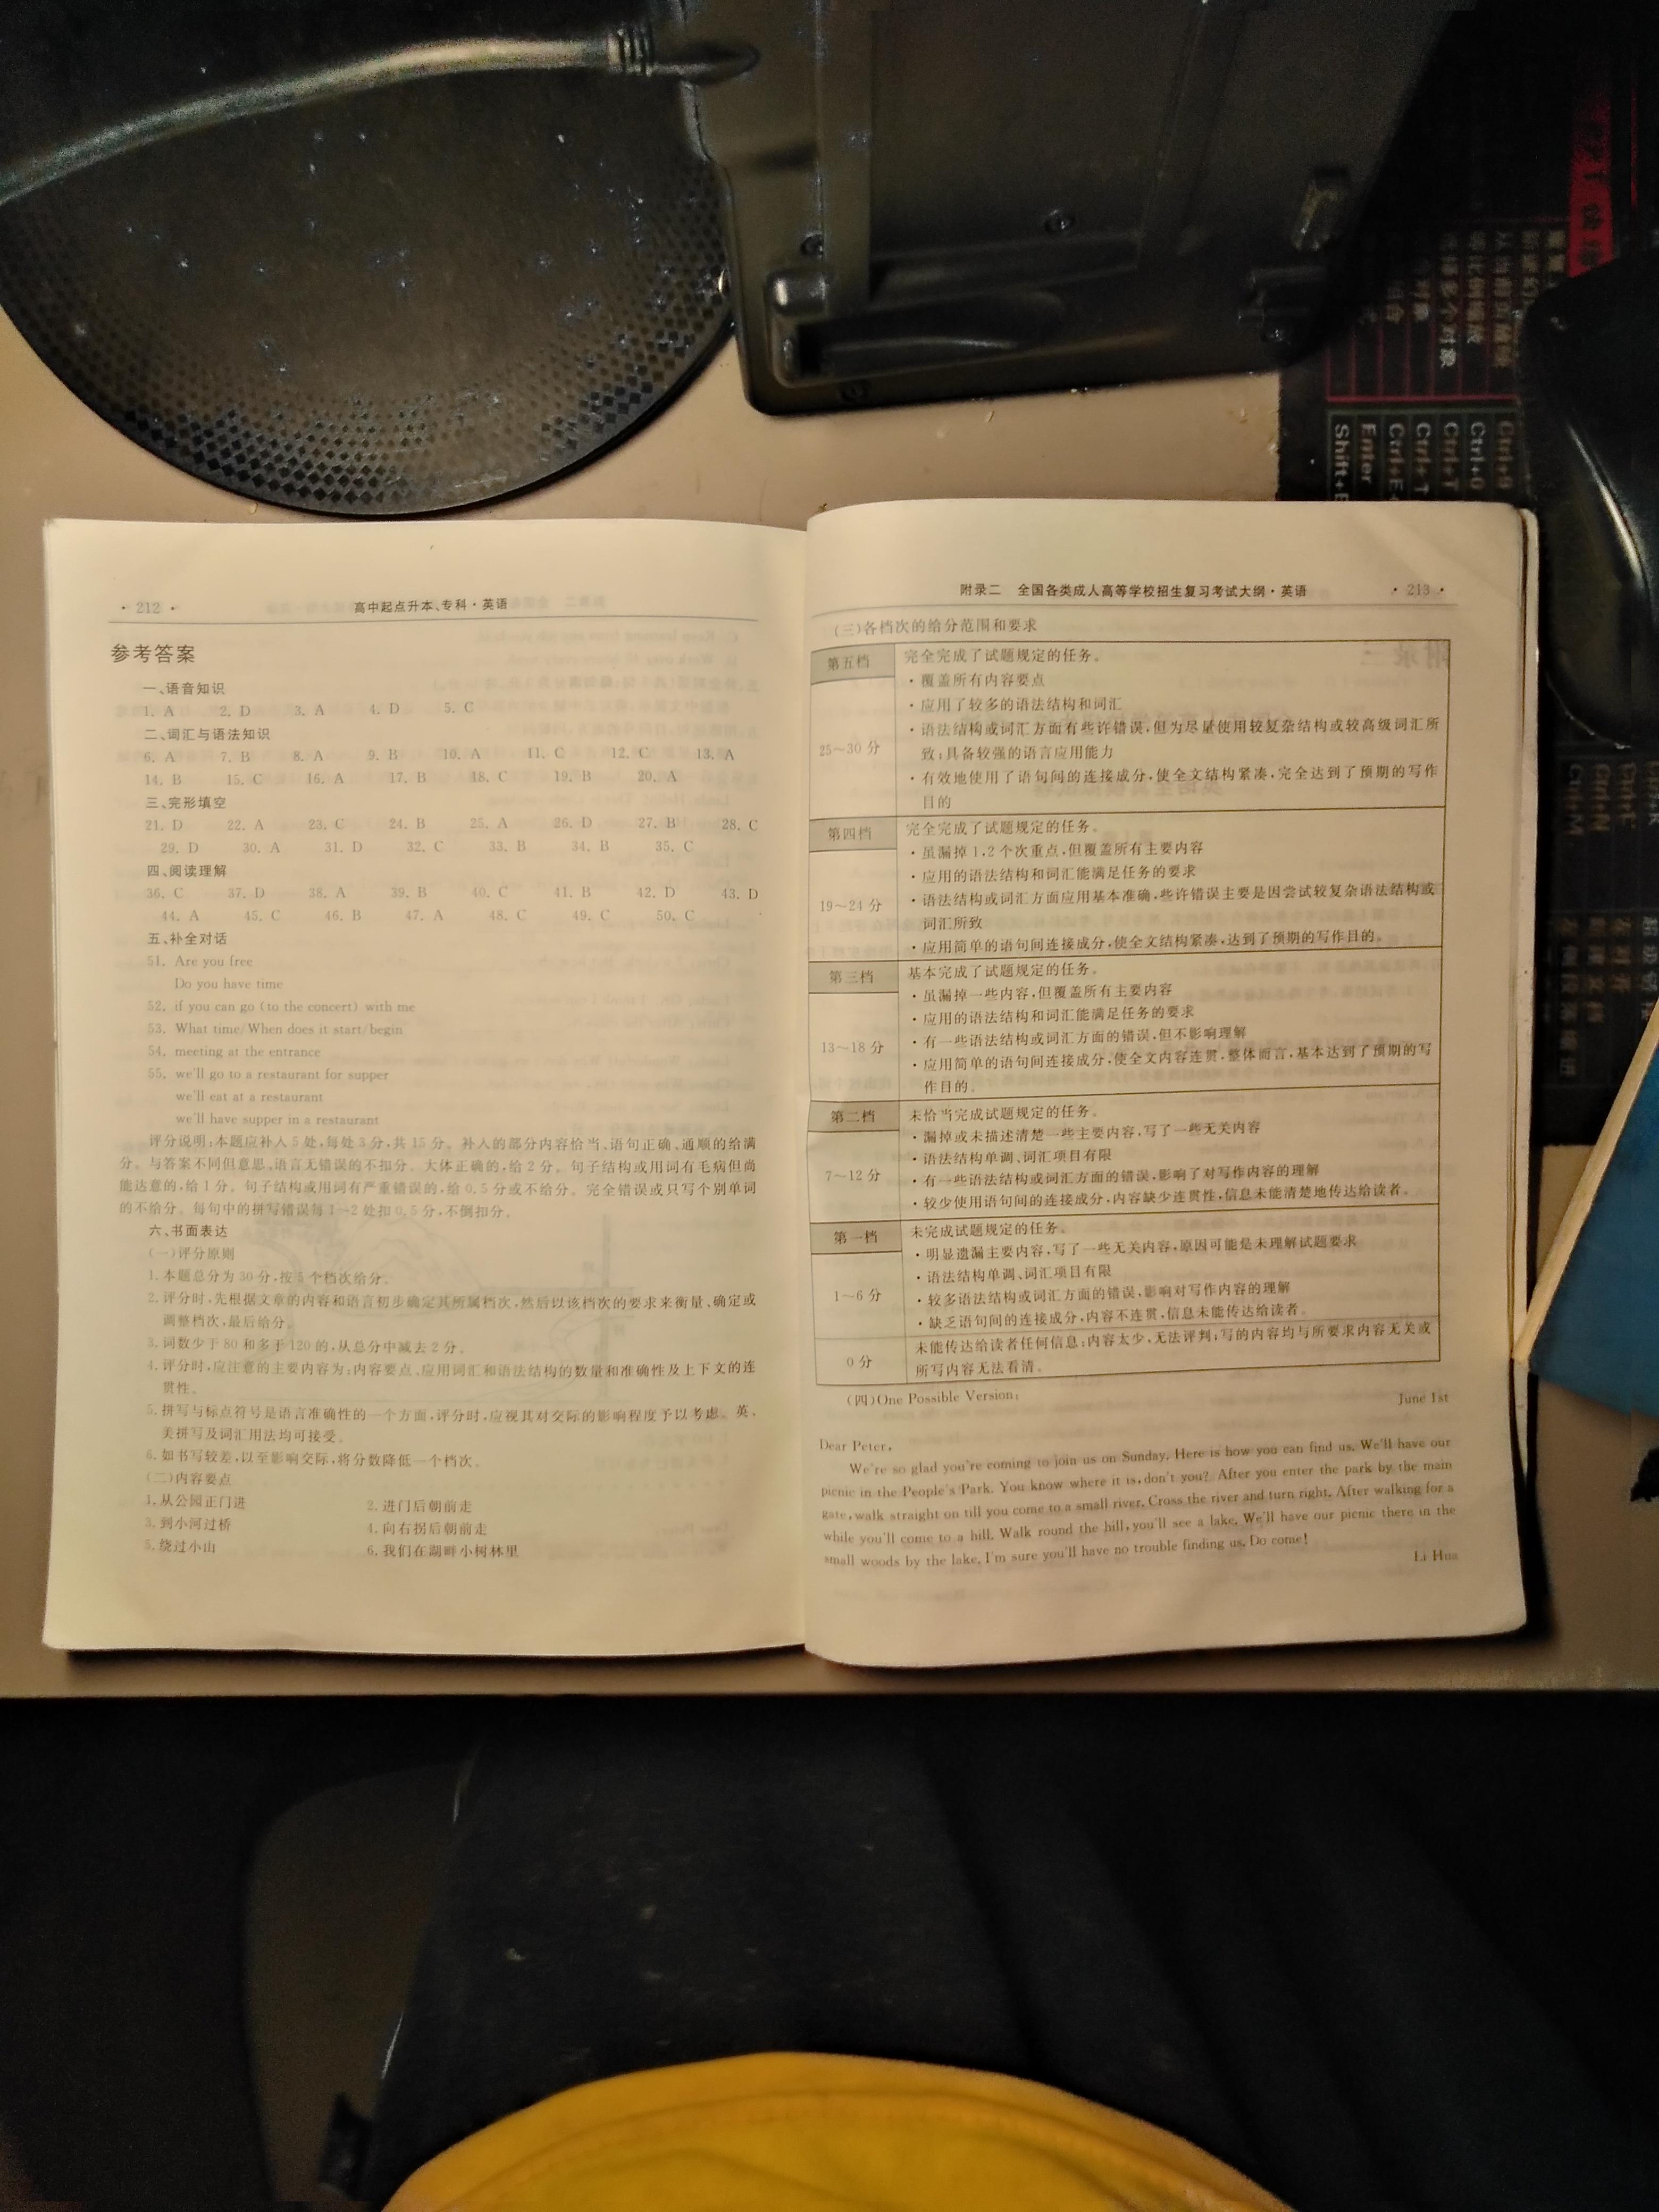 · 212 ·
高中起点升本、专科·英语
参考答案
一、语音知识
1. A 2. D 3. A 4. D 5. C
二、词汇与语法知识
6. A 7. B 8. A 9. B 10. A 11. C 12. C 13. A
14. B 15. C 16. A 17. B 18. C 19. B 20. A
三、完形填空
21. D 22. A 23. C 24. B 25. A 26. D 27. B 28. C
29. D 30. A 31. D 32. C 33. B 34. B 35. C
四、阅读理解
36. C 37. D 38. A 39. B 40. C 41. B 42. D 43. D
44. A 45. C 46. B 47. A 48. C 49. C 50. C
五、补全对话
51. Are you free
Do you have time
52. if you can go (to the concert) with me
53. What time/When does it start/begin
54. meeting at the entrance
55. we'll go to a restaurant for supper
we'll eat at a restaurant
we'll have supper in a restaurant
评分说明:本题应补入5处,每处3分,共15分。补入的部分内容恰当、语句正确、通顺的给满
分。与答案不同但意思、语言无错误的不扣分。大体正确的,给2分。句子结构或用词有毛病但尚
能达意的,给1分。句子结构或用词有严重错误的,给0.5分或不给分。完全错误或只写个别单词
的不给分。每句中的拼写错误每1~2处扣0.5分,不倒扣分。
六、书面表达
(一)评分原则
1. 本题总分为30分,按5个档次给分。
2. 评分时,先根据文章的内容和语言初步确定其所属档次,然后以该档次的要求来衡量、确定或
调整档次,最后给分。
3. 词数少于80和多于120的,从总分中减去2分。
4. 评分时,应注意的主要内容为:内容要点、应用词汇和语法结构的数量和准确性及上下文的连
贯性。
5. 拼写与标点符号是语言准确性的一个方面,评分时,应视其对交际的影响程度予以考虑。英、
美拼写及词汇用法均可接受。
6. 如书写较差,以至影响交际,将分数降低一个档次。
(二)内容要点
1. 从公园正门进 2. 进门后朝前走
3. 到小河过桥 4. 向右拐后朝前走
5. 绕过小山 6. 我们在湖畔小树林里
附录二 全国各类成人高等学校招生复习考试大纲·英语
· 213 ·
(三)各档次的给分范围和要求
第五档
25~30分
完全完成了试题规定的任务。
·覆盖所有内容要点
·应用了较多的语法结构和词汇
·语法结构或词汇方面有些许错误,但为尽量使用较复杂结构或较高级词汇所
致;具备较强的语言应用能力
·有效地使用了语句间的连接成分,使全文结构紧凑,完全达到了预期的写作
目的
第四档
19~24分
完全完成了试题规定的任务。
·虽漏掉1、2个次重点,但覆盖所有主要内容
·应用的语法结构和词汇能满足任务的要求
·语法结构或词汇方面应用基本准确,些许错误主要是因尝试较复杂语法结构或
词汇所致
·应用简单的语句间连接成分,使全文结构紧凑,达到了预期的写作目的。
第三档
13~18分
基本完成了试题规定的任务。
·虽漏掉一些内容,但覆盖所有主要内容
·应用的语法结构和词汇能满足任务的要求
·有一些语法结构或词汇方面的错误,但不影响理解
·应用简单的语句间连接成分,使全文内容连贯,整体而言,基本达到了预期的写
作目的。
第二档
7~12分
未恰当完成试题规定的任务。
·漏掉或未描述清楚一些主要内容,写了一些无关内容
·语法结构单调、词汇项目有限
·有一些语法结构或词汇方面的错误,影响了对写作内容的理解
·较少使用语句间的连接成分,内容缺少连贯性,信息未能清楚地传达给读者。
第一档
1~6分
未完成试题规定的任务。
·明显遗漏主要内容,写了一些无关内容,原因可能是未理解试题要求
·语法结构单调、词汇项目有限
·较多语法结构或词汇方面的错误,影响对写作内容的理解
·缺乏语句间的连接成分,内容不连贯,信息未能传达给读者。
0分
未能传达给读者任何信息:内容太少,无法评判;写的内容均与所要求内容无关或
所写内容无法看清。
(四)One Possible Version:
June 1st
Dear Peter,
We're so glad you're coming to join us on Sunday. Here is how you can find us. We'll have our
picnic in the People's Park. You know where it is, don't you? After you enter the park by the main
gate, walk straight on till you come to a small river. Cross the river and turn right. After walking for a
while you'll come to a hill. Walk round the hill, you'll see a lake. We'll have our picnic there in the
small woods by the lake. I'm sure you'll have no trouble finding us. Do come!
Li Hua
Ctrl+9
Ctrl+0
Ctrl+T
Enter